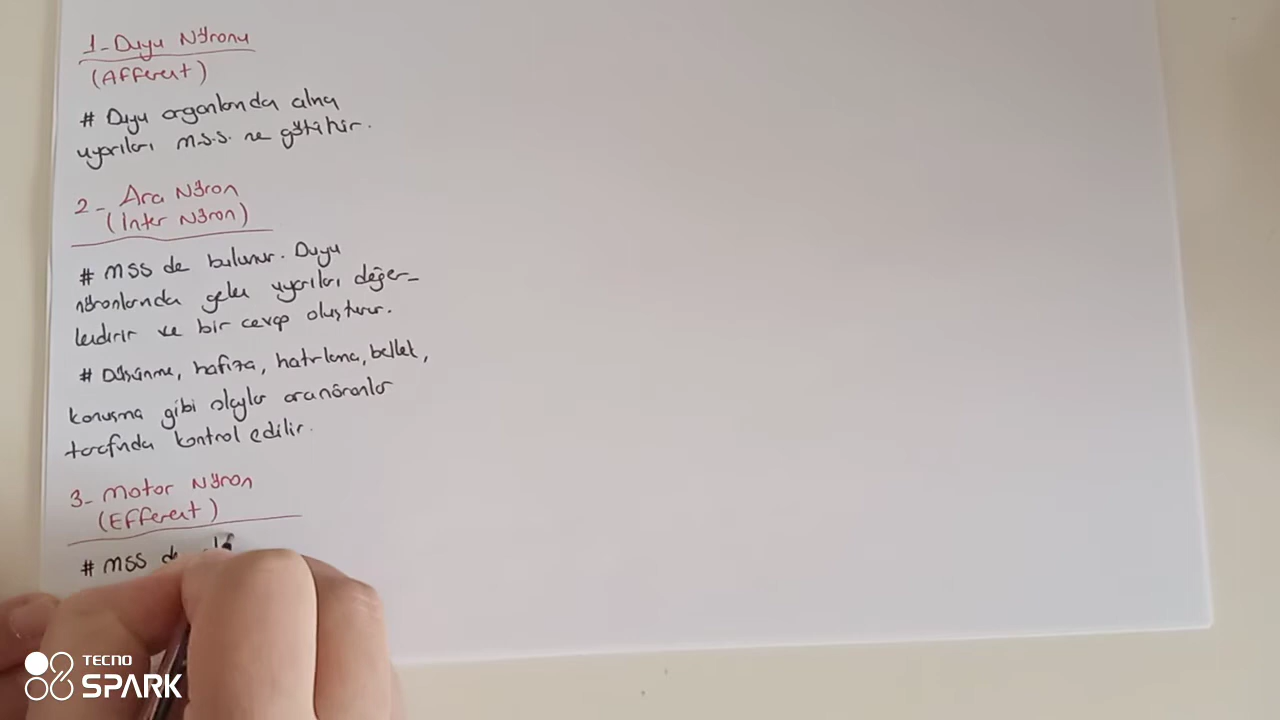 1- Duyu Nöronu
(Afferent)
# Duyu organlarından alınan
uyarıları M.S.S. ne götürür.
2- Ara Nöron
(İnter Nöron)
# MSS de bulunur. Duyu
nöronlarından gelen uyarıları değer-
lendirir ve bir cevap oluşturur.
# Düşünme, hafıza, hatırlama, bellek,
konuşma gibi olaylar ara nöronlar
tarafından kontrol edilir.
3- Motor Nöron
(Efferent)
# MSS de
TECNO
SPARK